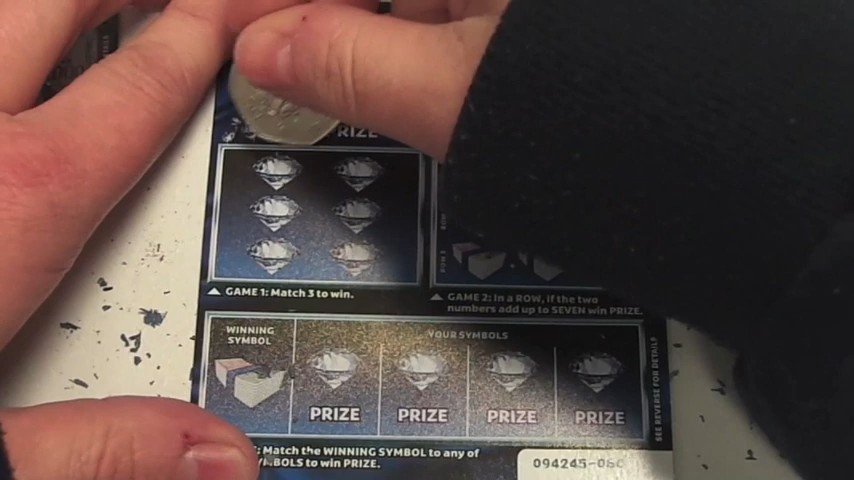 PRIZE
GAME 1: Match 3 to win.
GAME 2: In a ROW, if the two
numbers add up to SEVEN win PRIZE.
WINNING
SYMBOL
YOUR SYMBOLS
PRIZE PRIZE PRIZE PRIZE
SEE REVERSE FOR DETAILS
: Match the WINNING SYMBOL to any of
to win PRIZE.